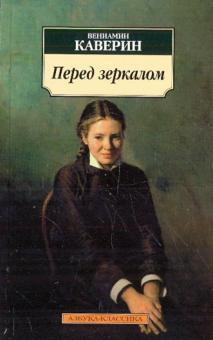 ВЕНИАМИН
КАВЕРИН
Перед зеркалом
АЗБУКА-КЛАССИКА